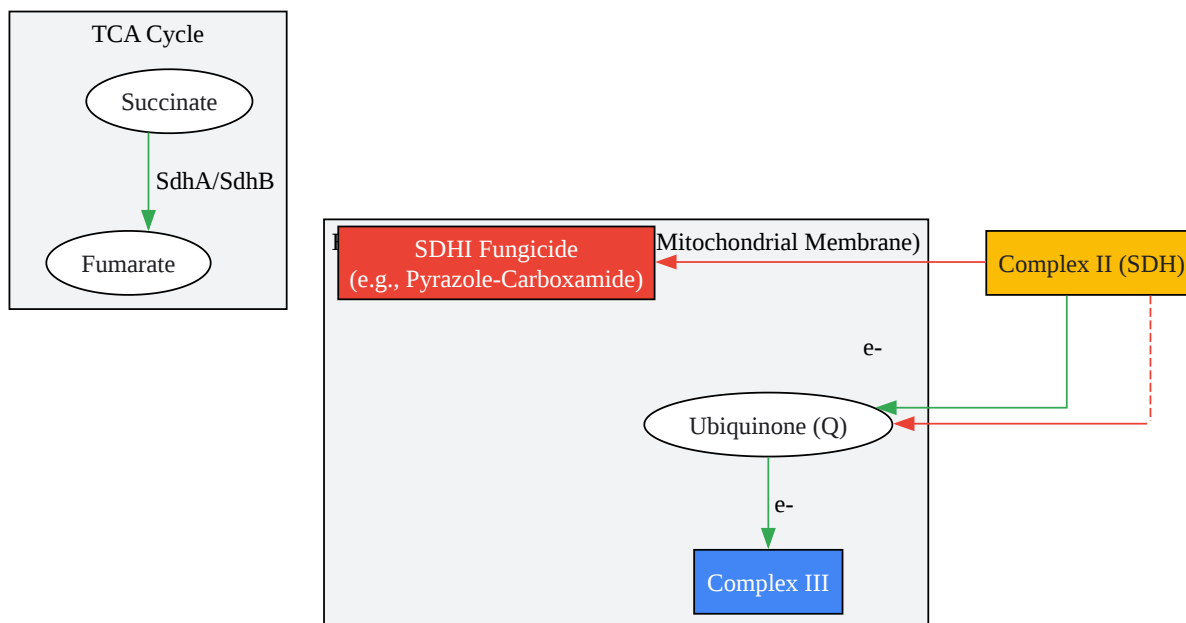 TCA Cycle
Succinate
SdhA/SdhB
Fumarate
Mitochondrial Membrane)
SDHI Fungicide
(e.g., Pyrazole-Carboxamide)
Complex II (SDH)
e-
Ubiquinone (Q)
e-
Complex III